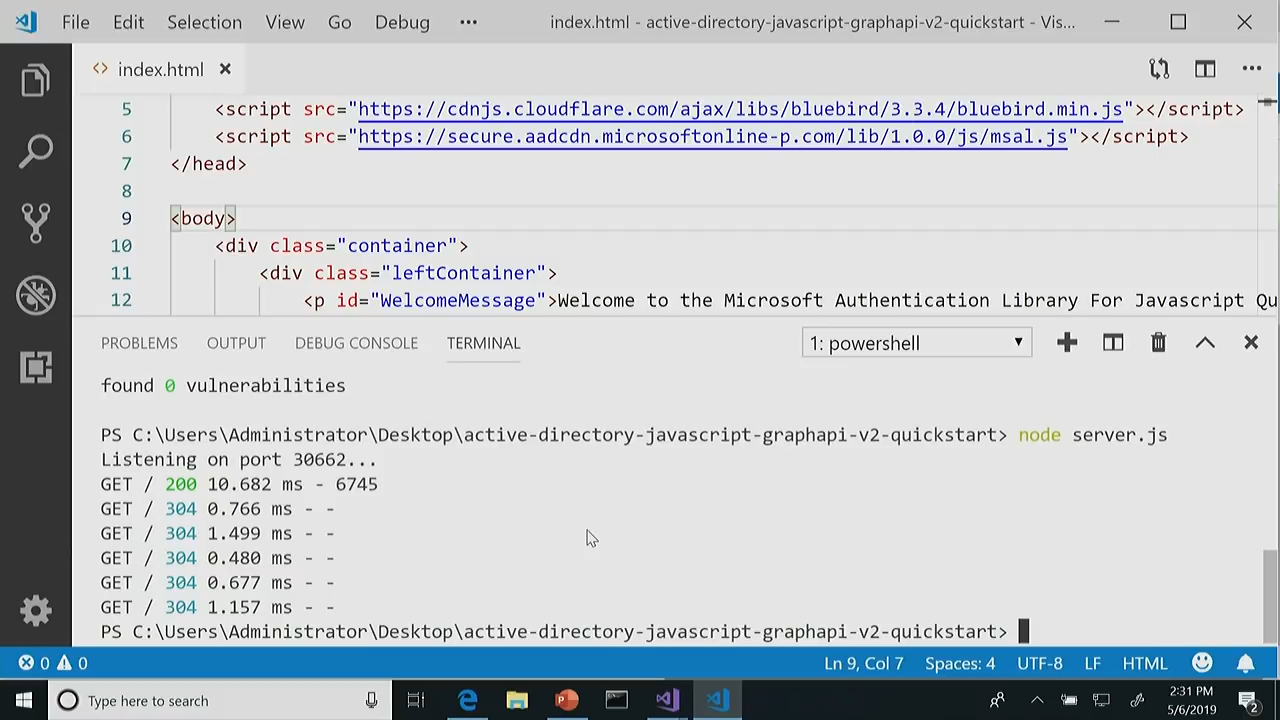 File Edit Selection View Go Debug ••• index.html - active-directory-javascript-graphapi-v2-quickstart - Vis...
<> index.html
5 <script src="https://cdnjs.cloudflare.com/ajax/libs/bluebird/3.3.4/bluebird.min.js"></script>
6 <script src="https://secure.aadcdn.microsoftonline-p.com/lib/1.0.0/js/msal.js"></script>
7 </head>
8
9 <body>
10 <div class="container">
11 <div class="leftContainer">
12 <p id="WelcomeMessage">Welcome to the Microsoft Authentication Library For Javascript Qu
PROBLEMS OUTPUT DEBUG CONSOLE TERMINAL 1: powershell
found 0 vulnerabilities
PS C:\Users\Administrator\Desktop\active-directory-javascript-graphapi-v2-quickstart> node server.js
Listening on port 30662...
GET / 200 10.682 ms - 6745
GET / 304 0.766 ms - -
GET / 304 1.499 ms - -
GET / 304 0.480 ms - -
GET / 304 0.677 ms - -
GET / 304 1.157 ms - -
PS C:\Users\Administrator\Desktop\active-directory-javascript-graphapi-v2-quickstart>
0 0 Ln 9, Col 7 Spaces: 4 UTF-8 LF HTML
Type here to search
2:31 PM
5/6/2019
2